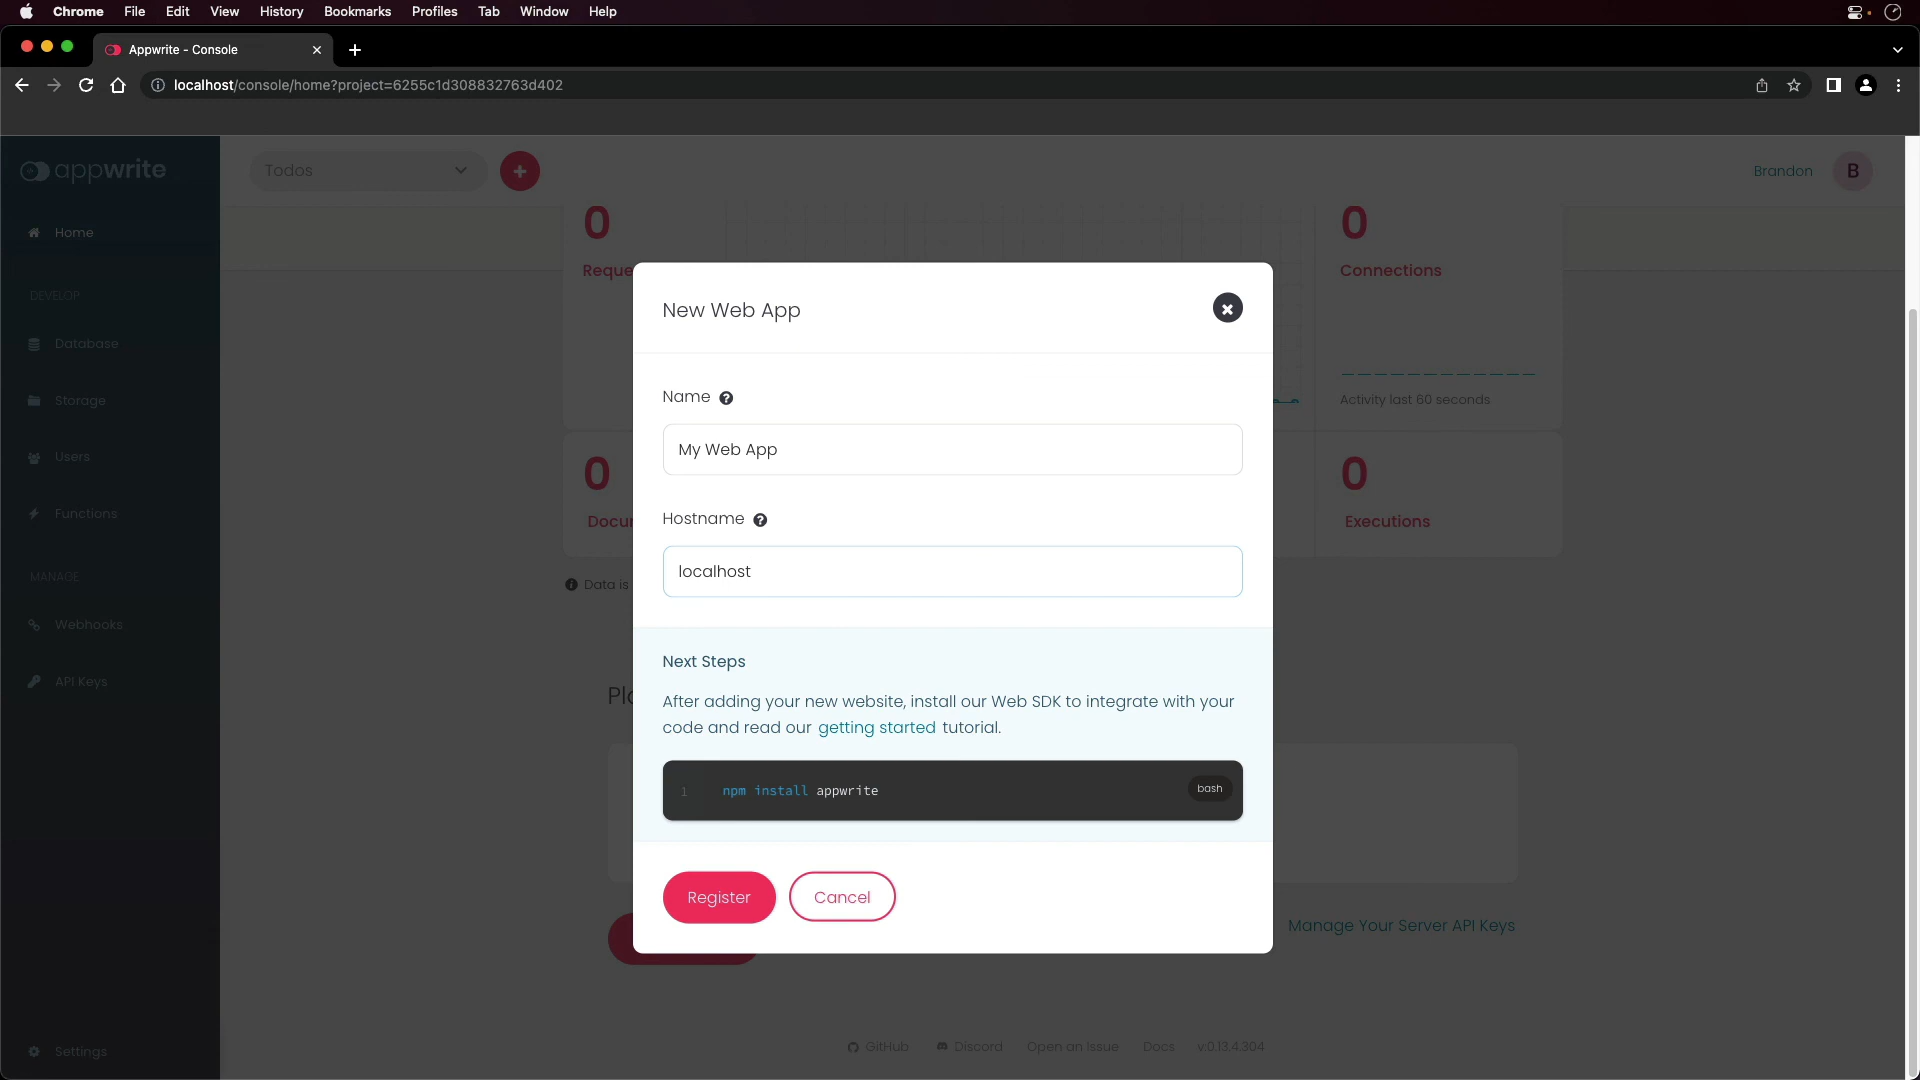 Chrome File Edit View History Bookmarks Profiles Tab Window Help
Appwrite - Console
localhost/console/home?project=6255c1d308832763d402
appwrite
Todos
Brandon
B
Home
DEVELOP
Database
Storage
Users
Functions
MANAGE
Webhooks
API Keys
Settings
0
Reque
0
Connections
Activity last 60 seconds
0
Docu
0
Executions
Data is
New Web App
Name
My Web App
Hostname
localhost
Next Steps
After adding your new website, install our Web SDK to integrate with your
code and read our getting started tutorial.
1 npm install appwrite
bash
Register
Cancel
Manage Your Server API Keys
GitHub Discord Open an Issue Docs v:0.13.4.304